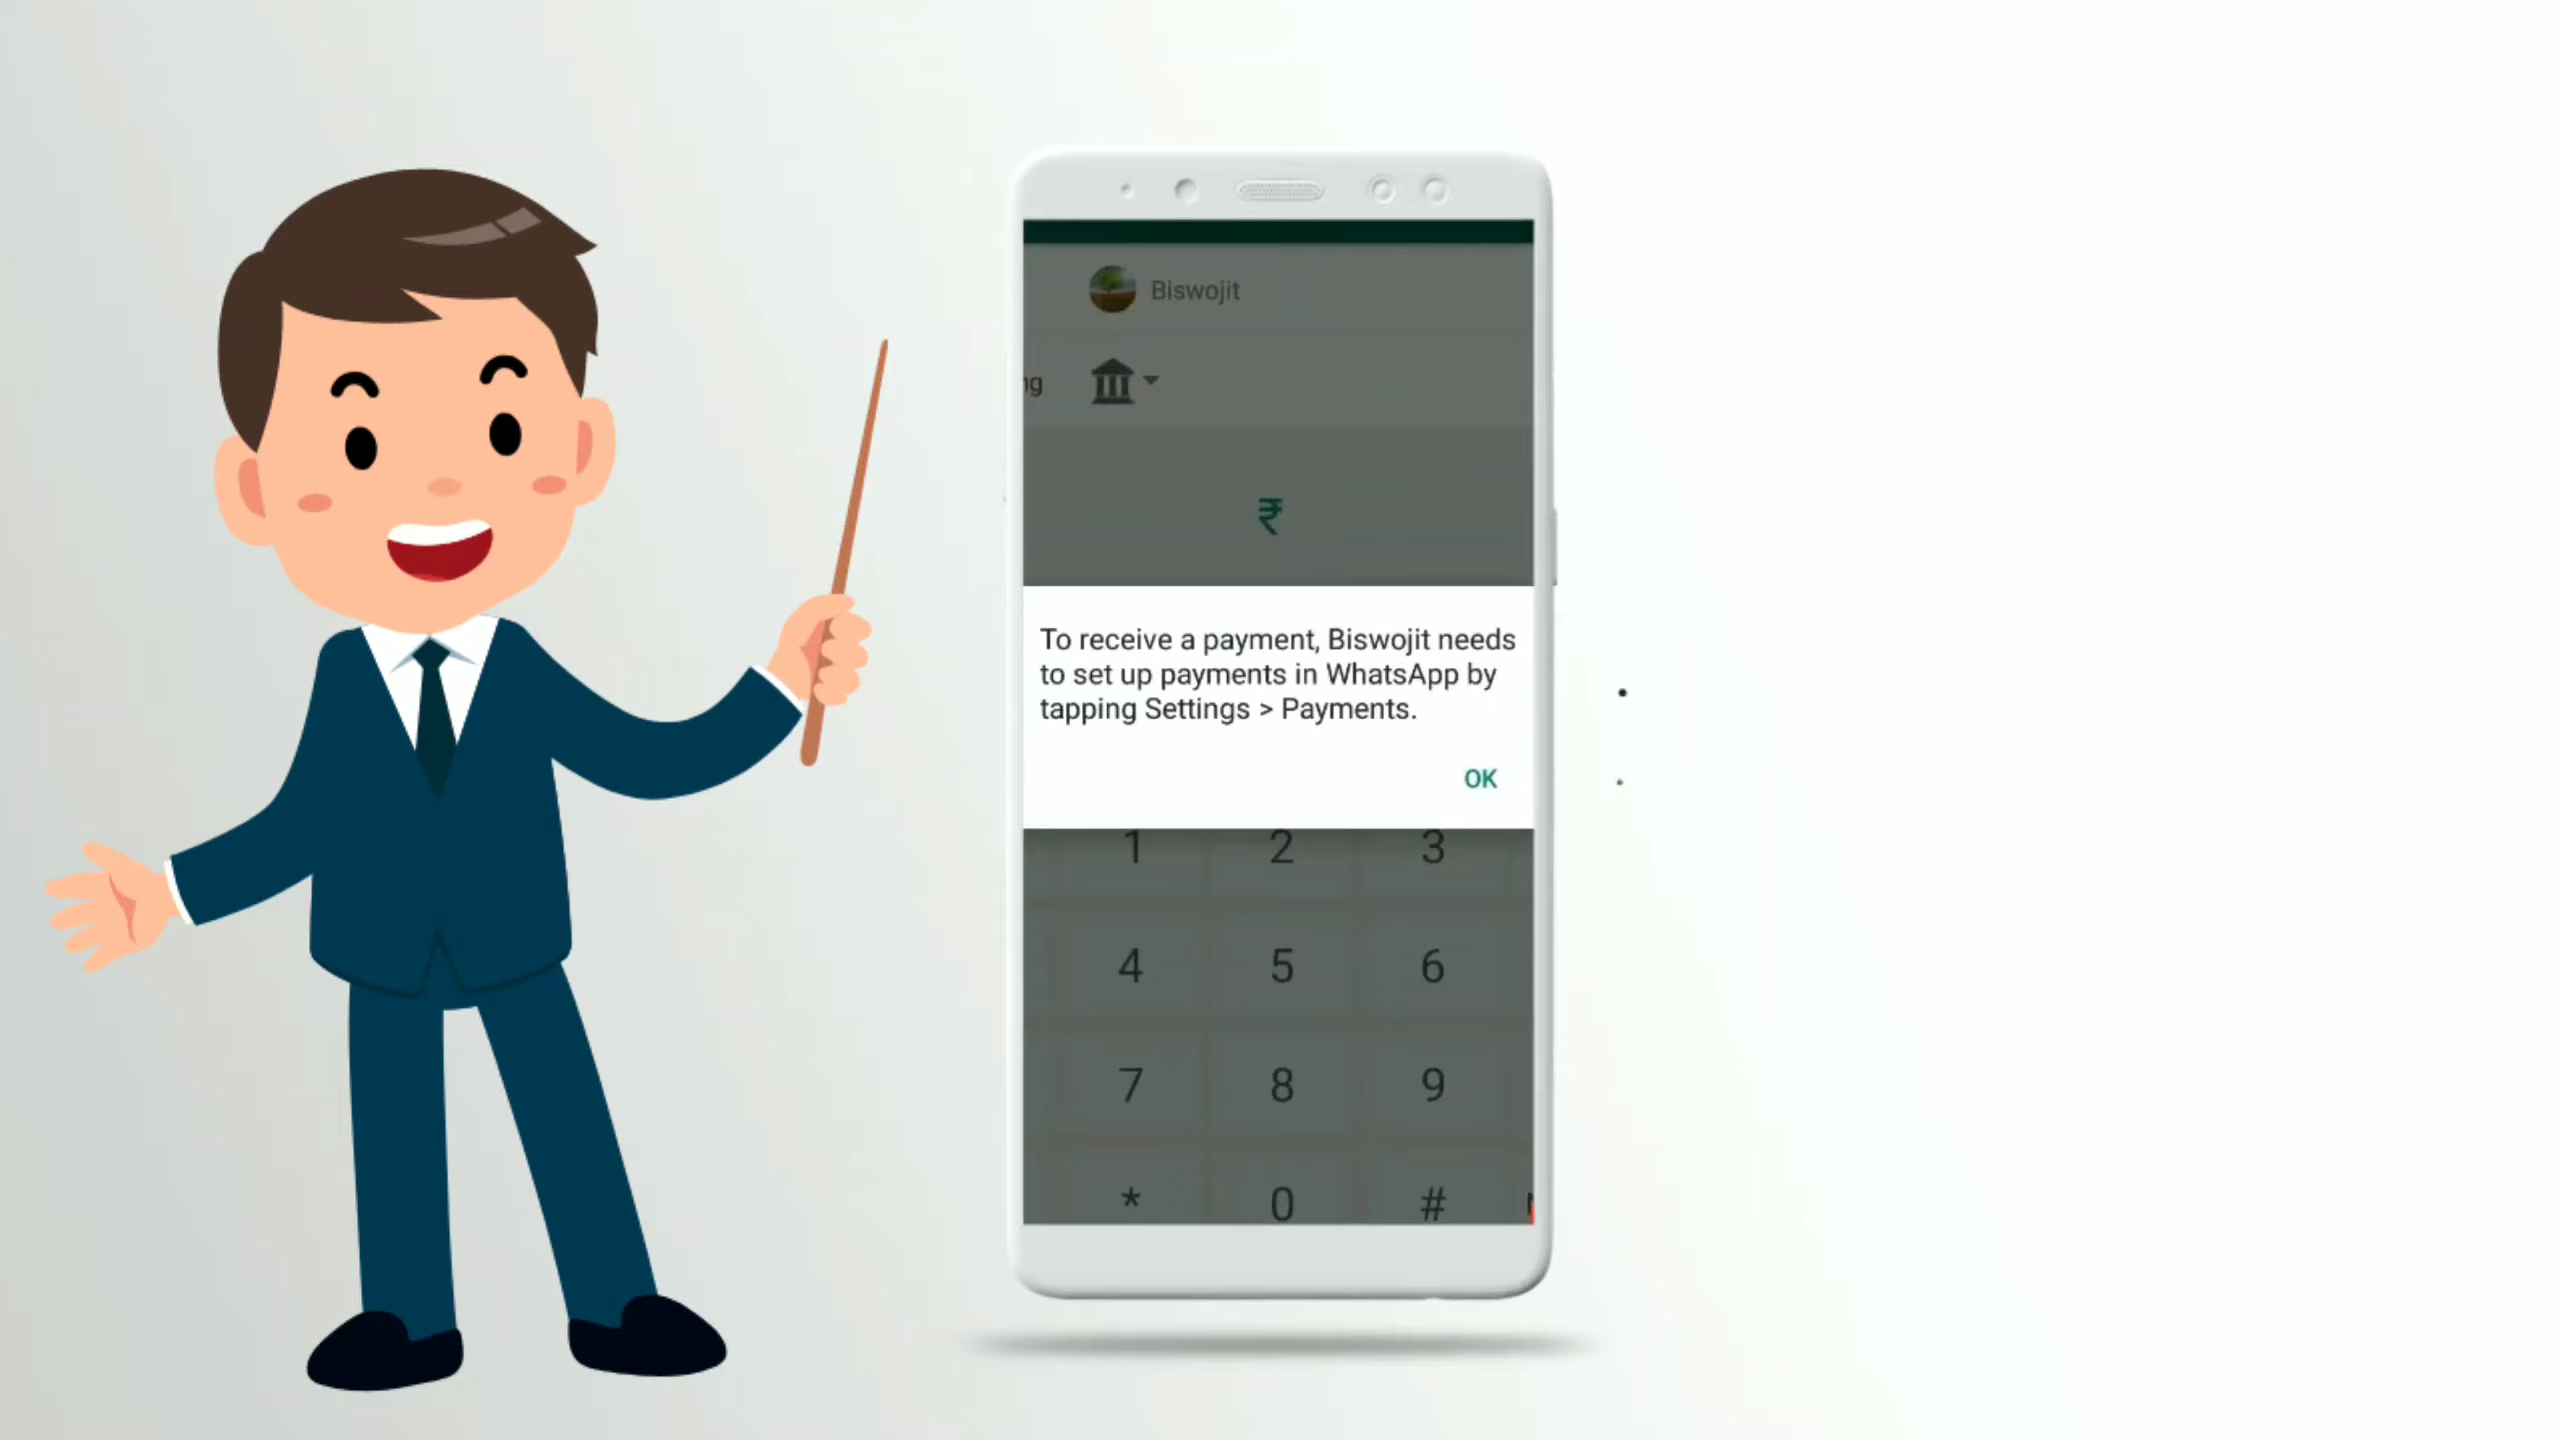 Biswojit
ng
₹
To receive a payment, Biswojit needs
to set up payments in WhatsApp by
tapping Settings > Payments.
OK
1 2 3
4 5 6
7 8 9
* 0 #